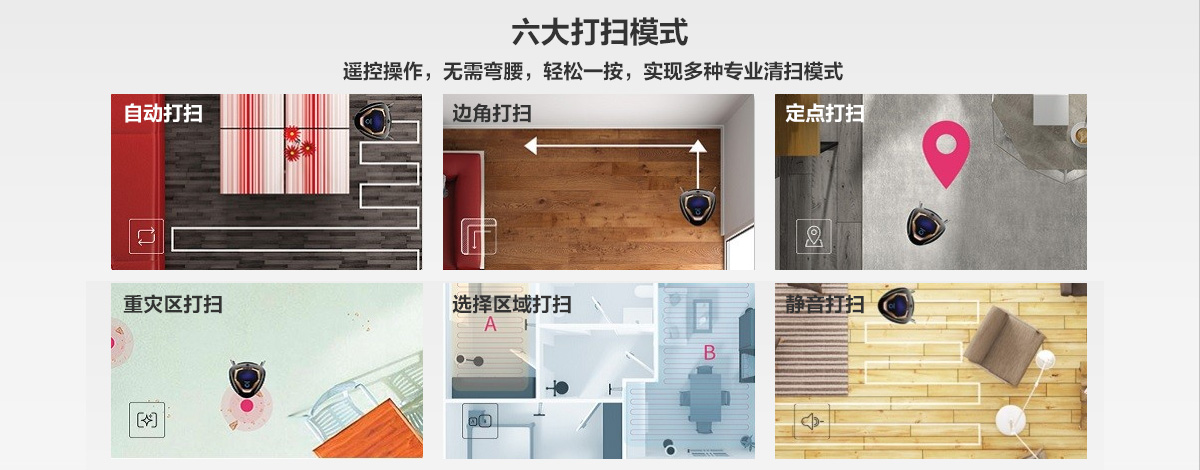 六大打扫模式
遥控操作，无需弯腰，轻松一按，实现多种专业清扫模式
自动打扫
边角打扫
定点打扫
重灾区打扫
选择区域打扫
静音打扫
A
B